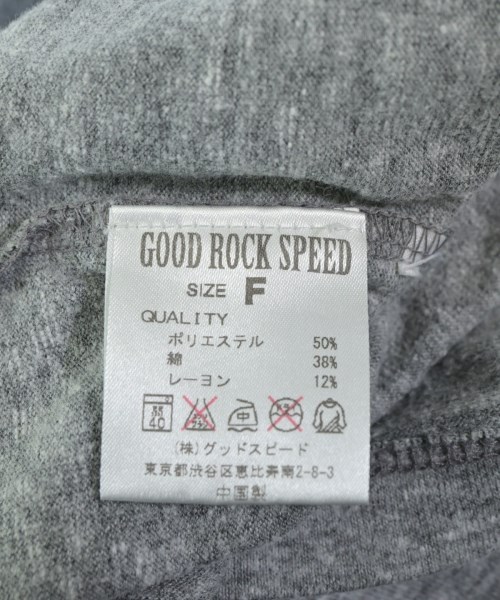 GOOD ROCK SPEED
SIZE F
QUALITY
ポリエステル 50%
綿 38%
レーヨン 12%
40 中
(株)グッドスピード
東京都渋谷区恵比寿南2-8-3
中国製